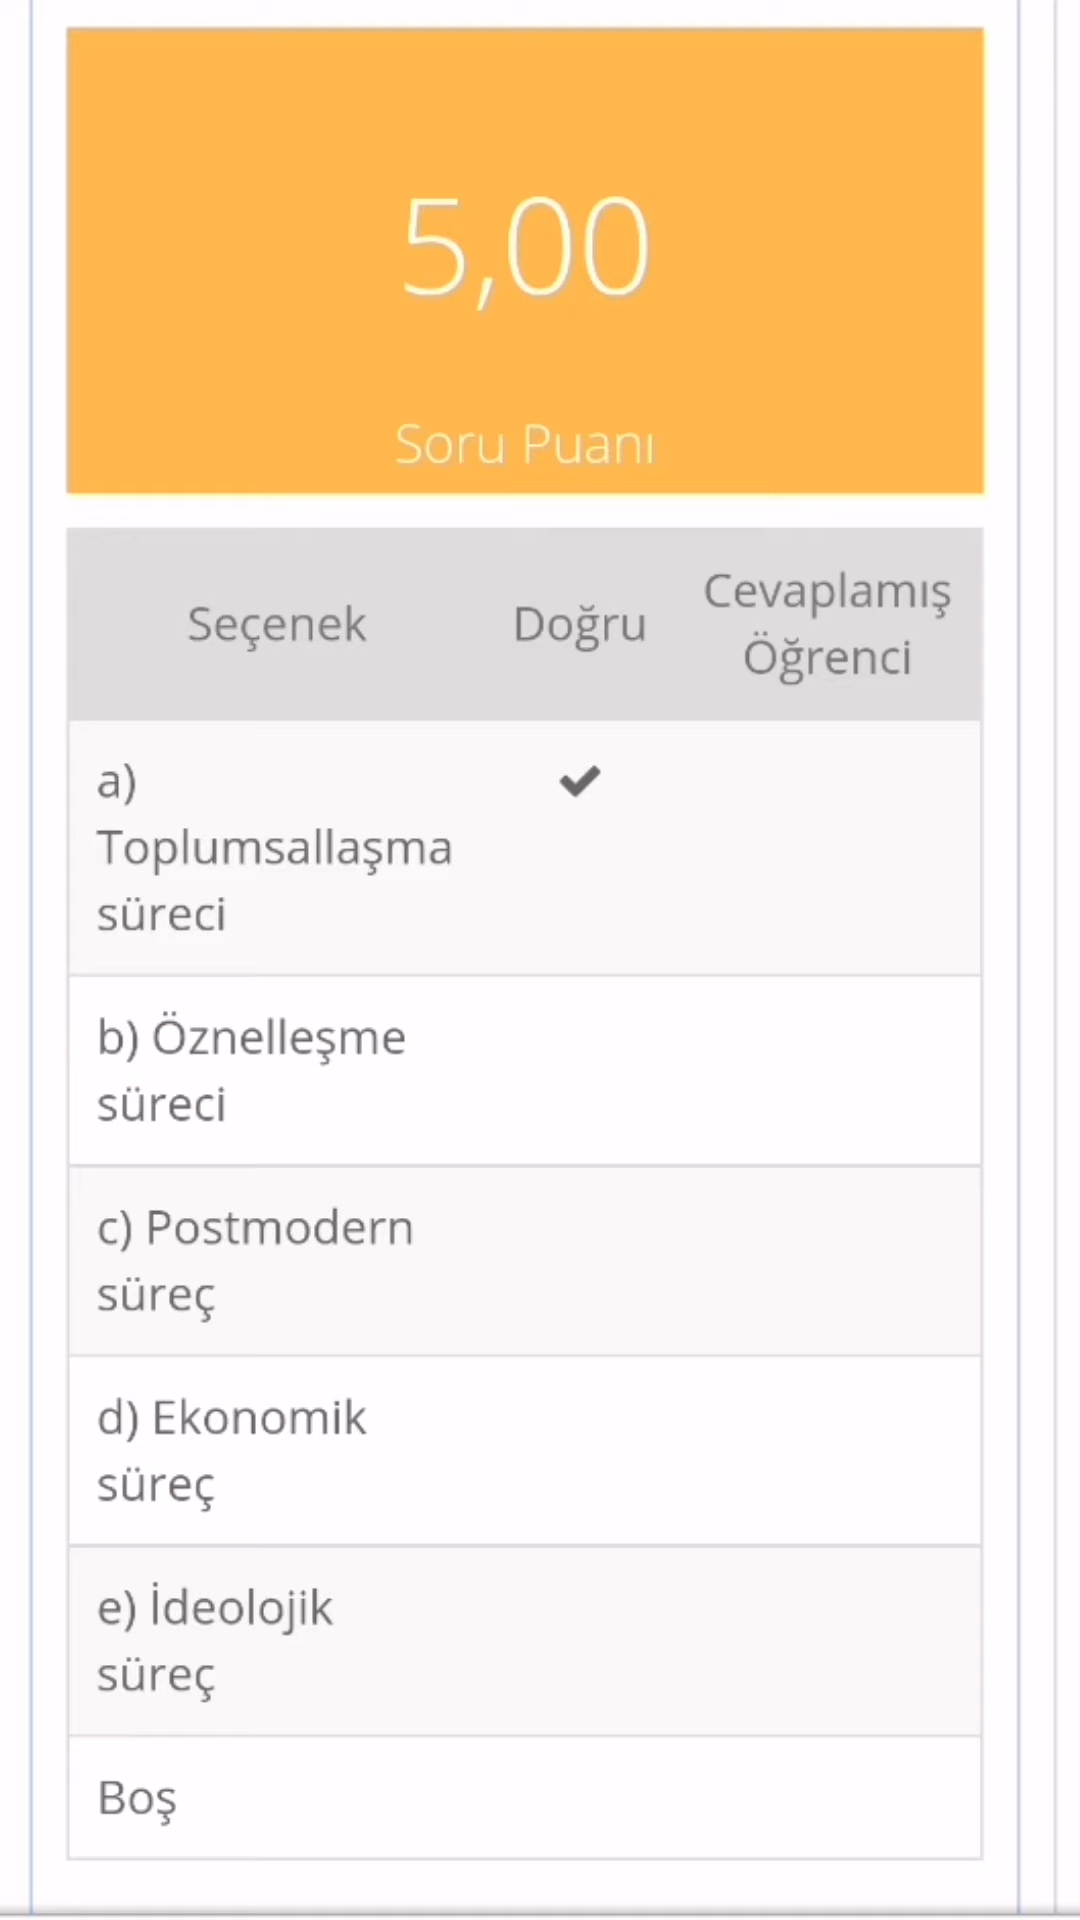 5,00
Soru Puanı
Seçenek
Doğru
Cevaplamış
Öğrenci
a)
Toplumsallaşma
süreci
b) Öznelleşme
süreci
c) Postmodern
süreç
d) Ekonomik
süreç
e) İdeolojik
süreç
Boş